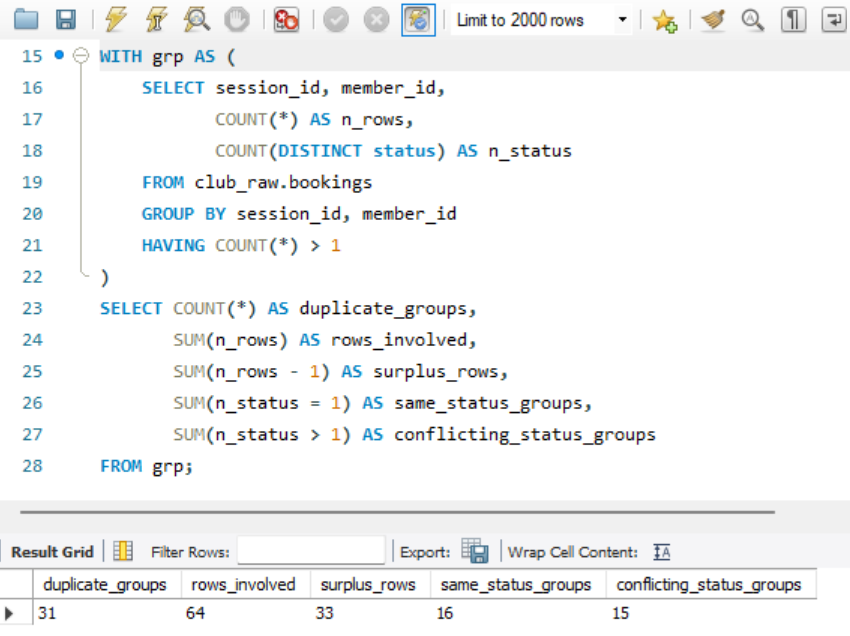 Limit to 2000 rows
15 WITH grp AS (
16 SELECT session_id, member_id,
17 COUNT(*) AS n_rows,
18 COUNT(DISTINCT status) AS n_status
19 FROM club_raw.bookings
20 GROUP BY session_id, member_id
21 HAVING COUNT(*) > 1
22 )
23 SELECT COUNT(*) AS duplicate_groups,
24 SUM(n_rows) AS rows_involved,
25 SUM(n_rows - 1) AS surplus_rows,
26 SUM(n_status = 1) AS same_status_groups,
27 SUM(n_status > 1) AS conflicting_status_groups
28 FROM grp;
Result Grid Filter Rows: Export: Wrap Cell Content: IA
duplicate_groups rows_involved surplus_rows same_status_groups conflicting_status_groups
31 64 33 16 15